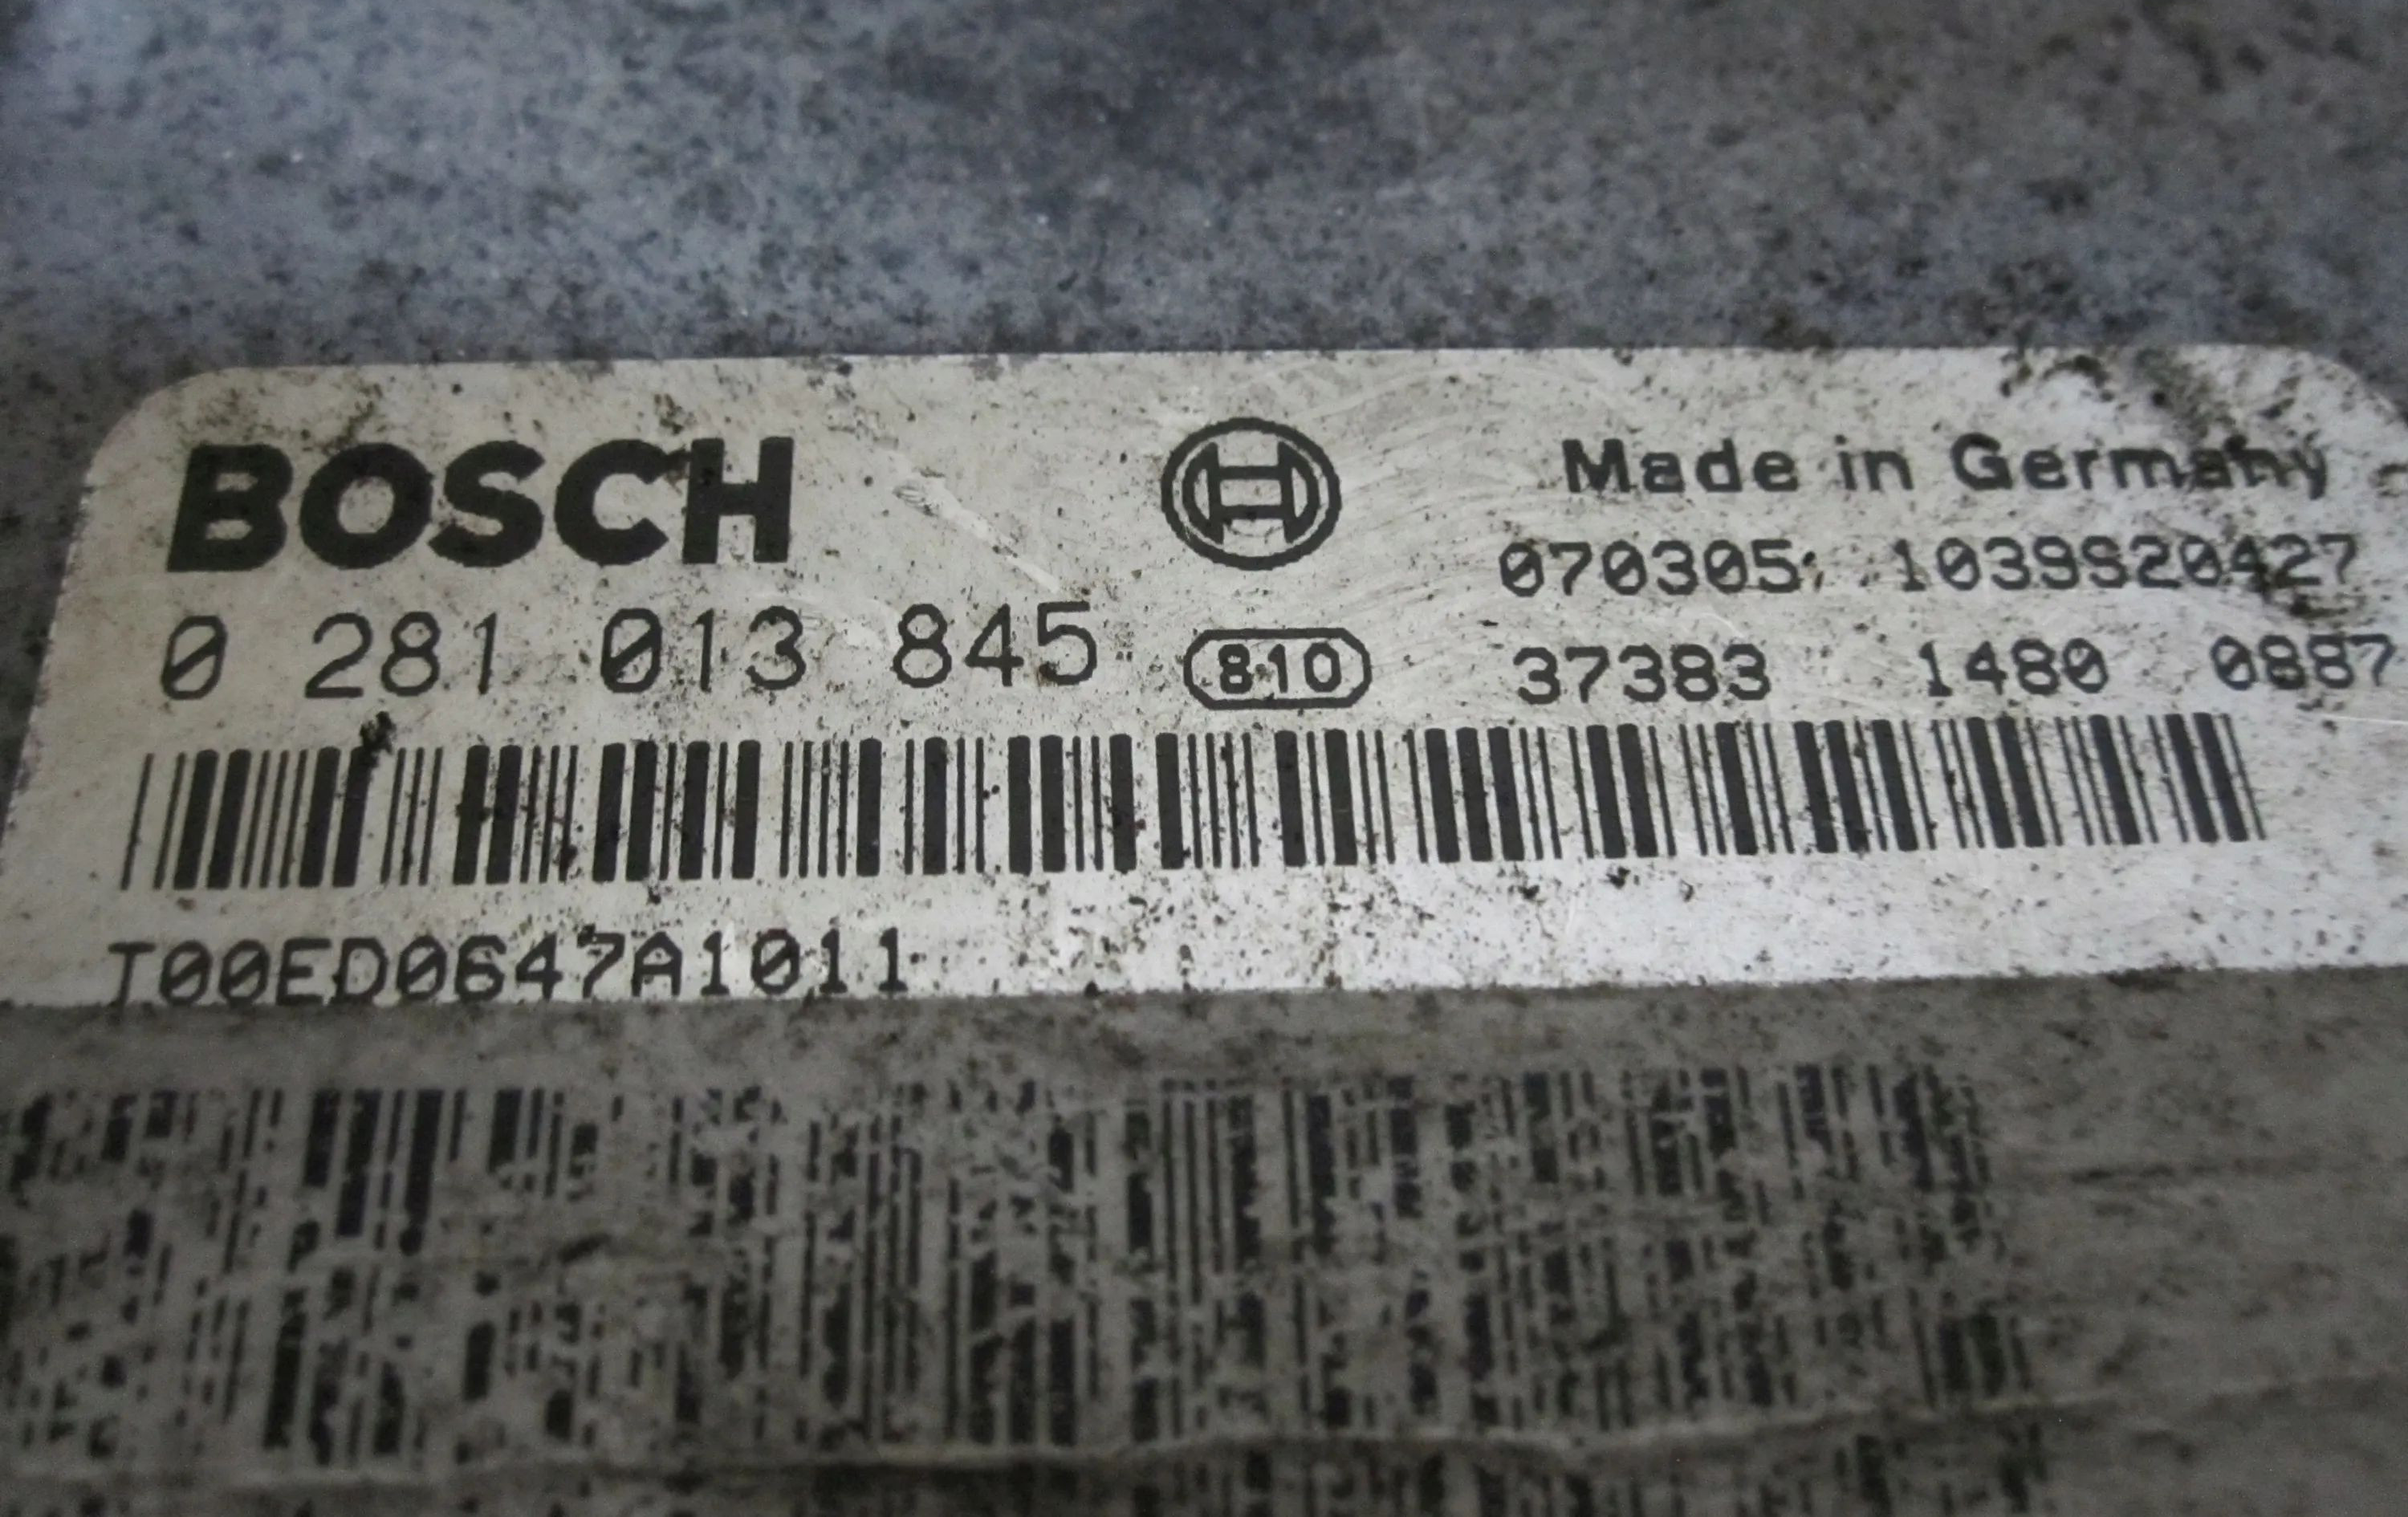 BOSCH
Made in Germany
070305 1039S20427
0 281 013 845 810 37383 1480 0887
T00ED0647A1011